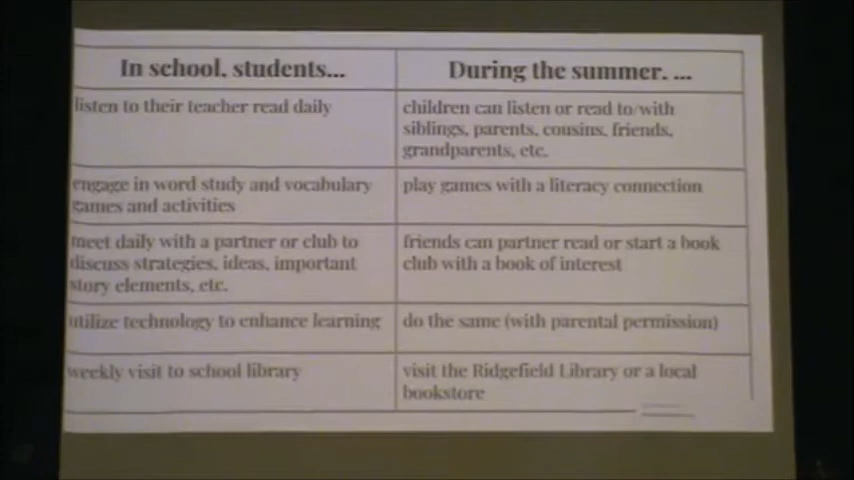 In school, students...
During the summer. ...
listen to their teacher read daily
children can listen or read to/with
siblings, parents, cousins, friends,
grandparents, etc.
engage in word study and vocabulary
games and activities
play games with a literacy connection
meet daily with a partner or club to
discuss strategies, ideas, important
story elements, etc.
friends can partner read or start a book
club with a book of interest
utilize technology to enhance learning
do the same (with parental permission)
weekly visit to school library
visit the Ridgefield Library or a local
bookstore